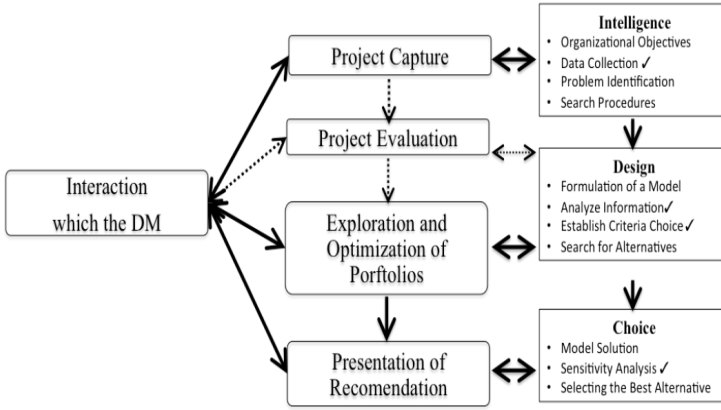 Interaction
which the DM
Project Capture
Project Evaluation
Exploration and
Optimization of
Porftolios
Presentation of
Recomendation
Intelligence
• Organizational Objectives
• Data Collection ✓
• Problem Identification
• Search Procedures
Design
• Formulation of a Model
• Analyze Information✓
• Establish Criteria Choice✓
• Search for Alternatives
Choice
• Model Solution
• Sensitivity Analysis ✓
• Selecting the Best Alternative